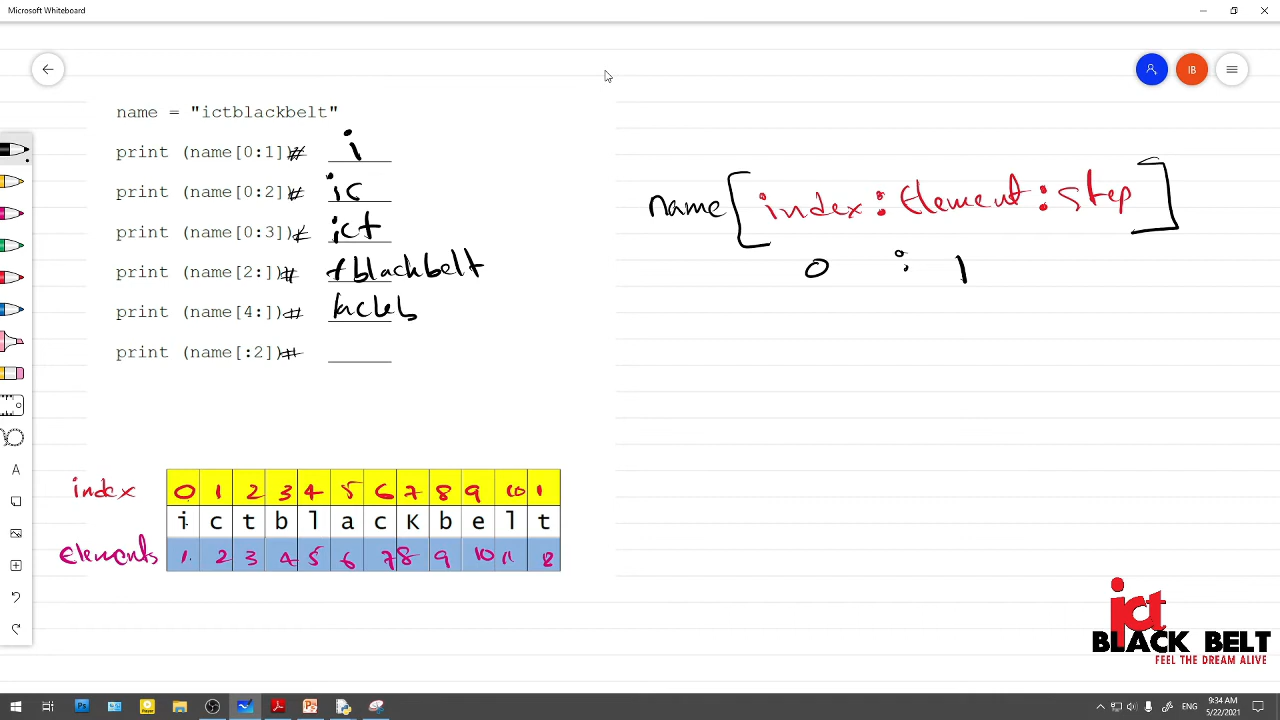 Microsoft Whiteboard
IB
name = "ictblackbelt"
print (name[0:1])# i
print (name[0:2])# ic
print (name[0:3])# ict
print (name[2:])# tblackbelt
print (name[4:])#
print (name[:2])#
name[index:Element:step]
0 : 1
index 0 1 2 3 4 5 6 7 8 9 10 1
i c t b l a c K b e l t
elements 1 2 3 4 5 6 7 8 9 10 11 12
ict
BLACK BELT
FEEL THE DREAM ALIVE
ENG
9:34 AM
5/22/2021